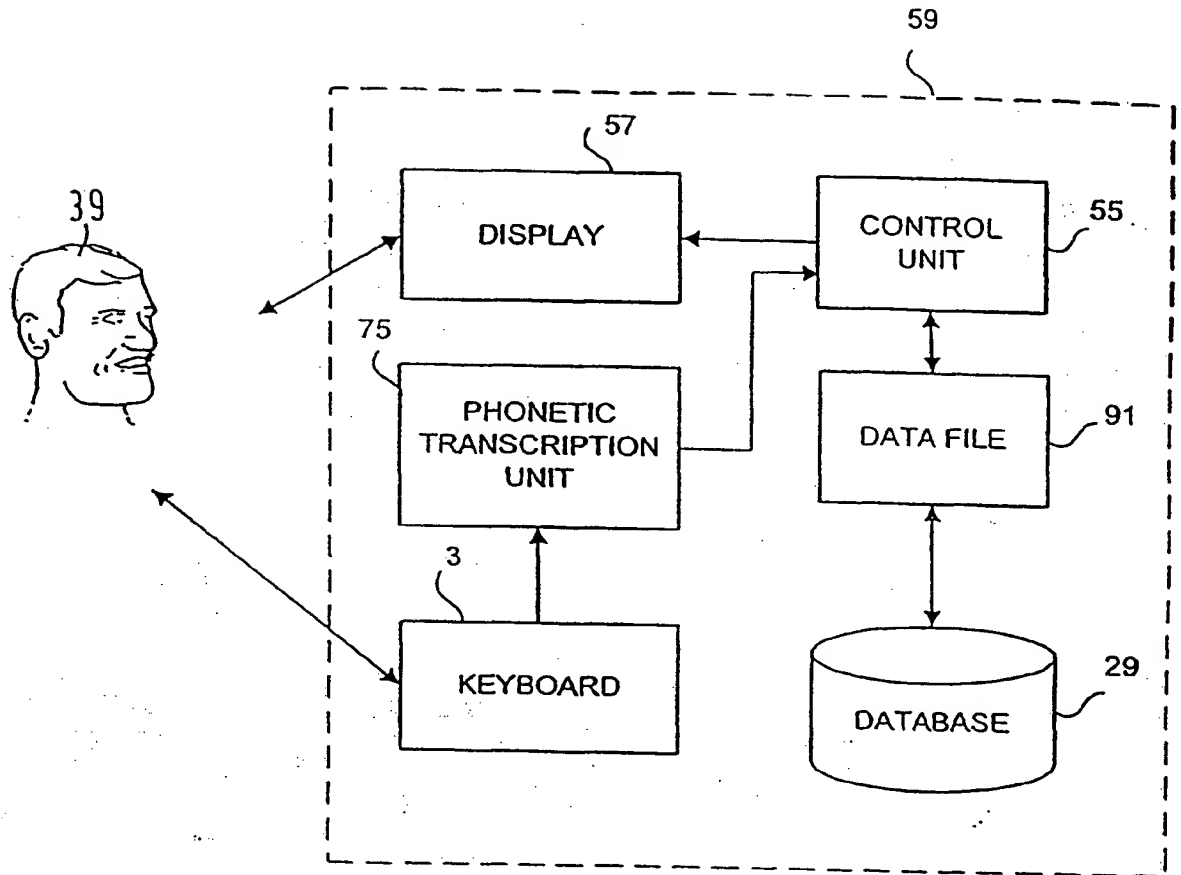 59
57
DISPLAY
CONTROL
UNIT
55
39
75
PHONETIC
TRANSCRIPTION
UNIT
DATA FILE
91
3
KEYBOARD
DATABASE
29